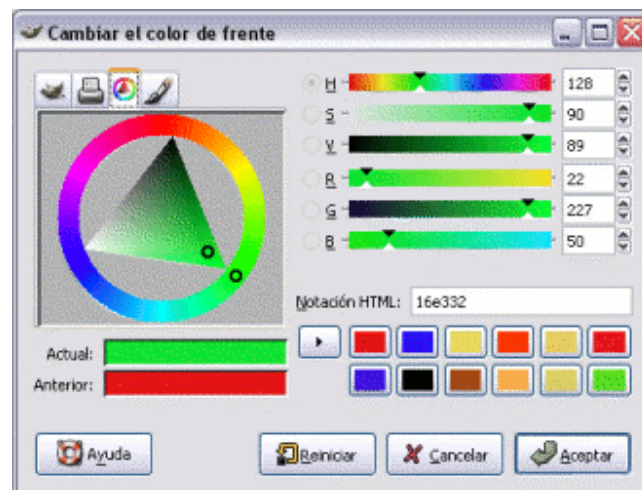 Cambiar el color de frente
H 128
S 90
V 89
R 22
G 227
B 50
Notación HTML: 16e332
Actual:
Anterior:
Ayuda
Reiniciar
Cancelar
Aceptar